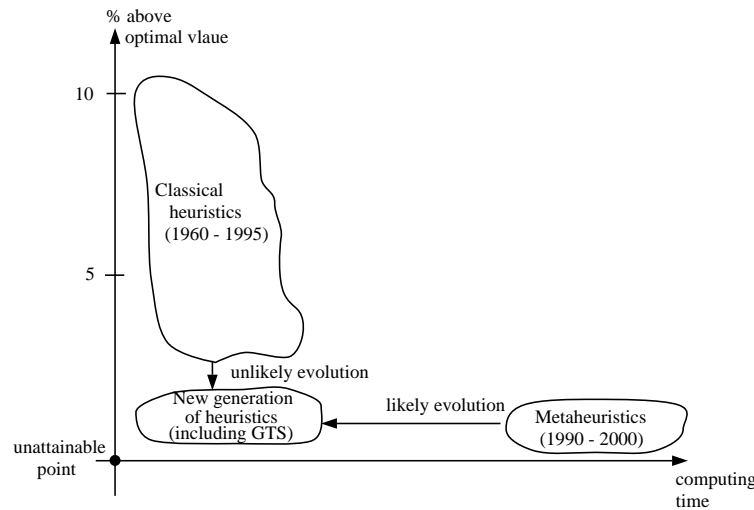 % above
optimal vlaue
10
Classical
heuristics
(1960 - 1995)
5
unlikely evolution
New generation
of heuristics
(including GTS)
likely evolution
Metaheuristics
(1990 - 2000)
unattainable
point
computing
time